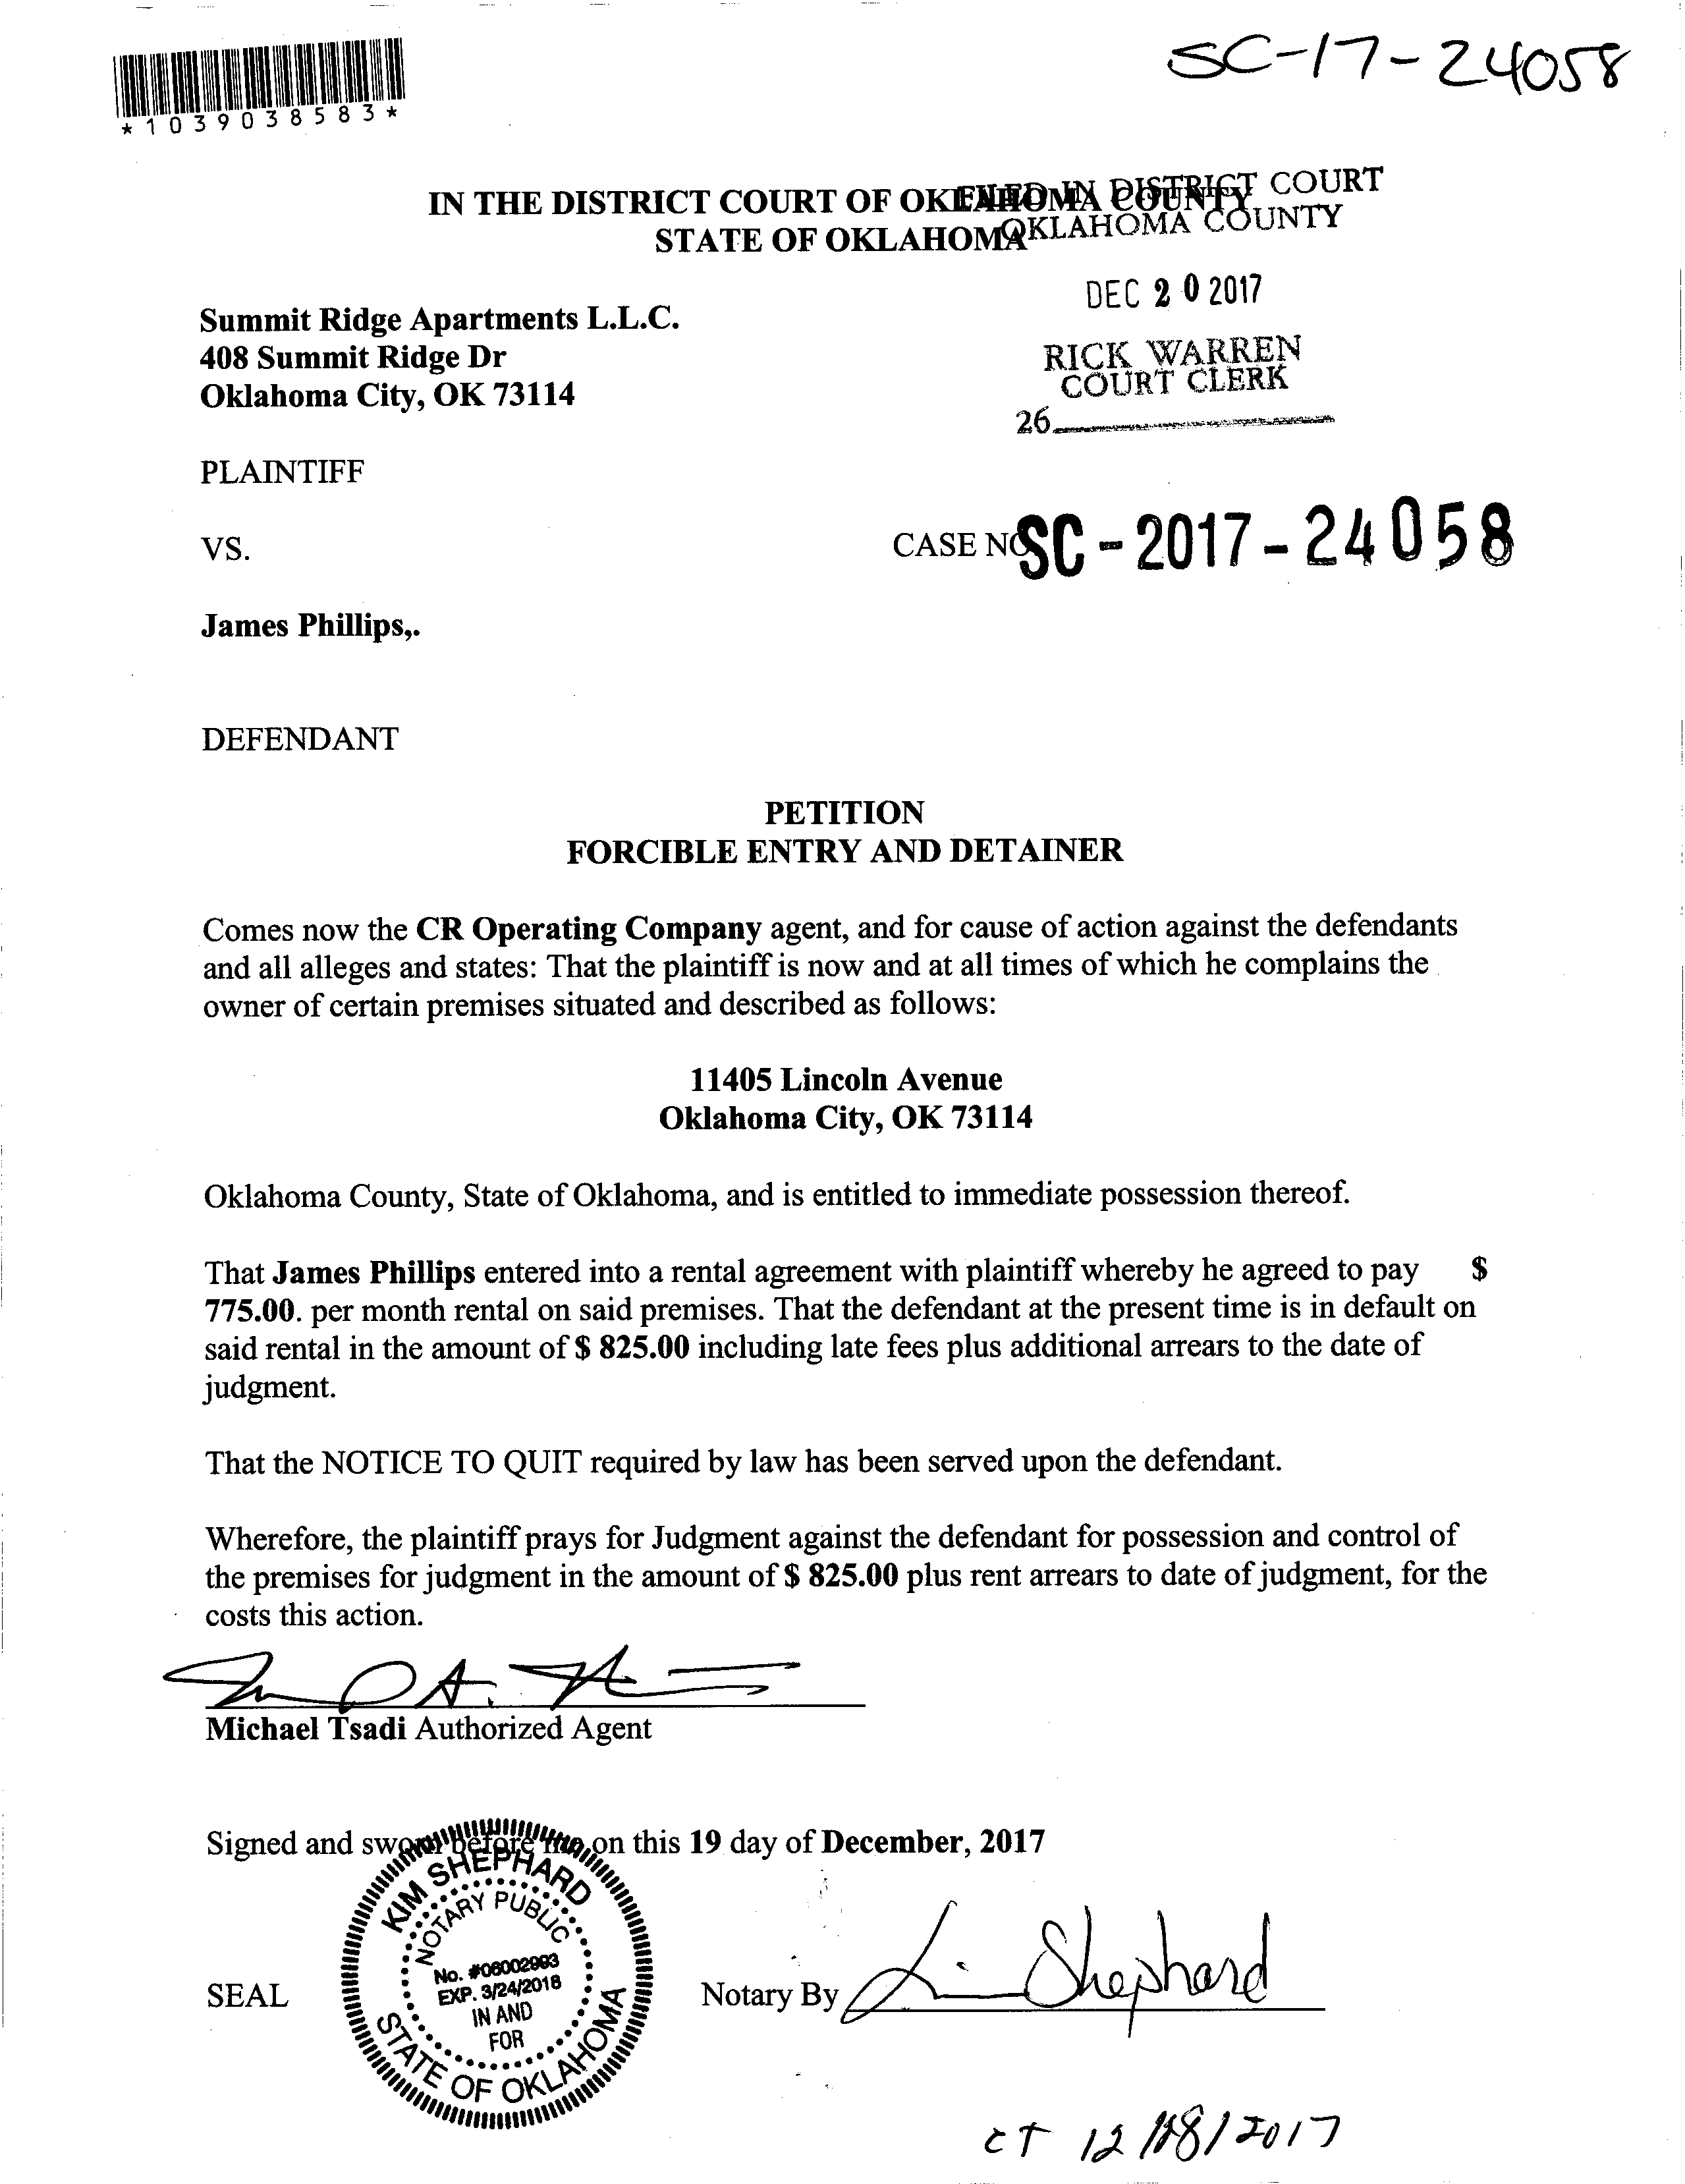 SC-17-24058
*1039038583*
IN THE DISTRICT COURT OF OKLAHOMA COUNTY
STATE OF OKLAHOMA
FILED IN DISTRICT COURT
OKLAHOMA COUNTY
DEC 20 2017
RICK WARREN
COURT CLERK
26
Summit Ridge Apartments L.L.C.
408 Summit Ridge Dr
Oklahoma City, OK 73114
PLAINTIFF
VS.
CASE NO. SC-2017-24058
James Phillips,.
DEFENDANT
PETITION
FORCIBLE ENTRY AND DETAINER
Comes now the CR Operating Company agent, and for cause of action against the defendants
and all alleges and states: That the plaintiff is now and at all times of which he complains the
owner of certain premises situated and described as follows:
11405 Lincoln Avenue
Oklahoma City, OK 73114
Oklahoma County, State of Oklahoma, and is entitled to immediate possession thereof.
That James Phillips entered into a rental agreement with plaintiff whereby he agreed to pay $
775.00. per month rental on said premises. That the defendant at the present time is in default on
said rental in the amount of $ 825.00 including late fees plus additional arrears to the date of
judgment.
That the NOTICE TO QUIT required by law has been served upon the defendant.
Wherefore, the plaintiff prays for Judgment against the defendant for possession and control of
the premises for judgment in the amount of $ 825.00 plus rent arrears to date of judgment, for the
costs this action.
Michael Tsadi Authorized Agent
Signed and sworn before me on this 19 day of December, 2017
KIM SHEPHARD
NOTARY PUBLIC
No. #06002993
EXP. 3/24/2018
IN AND
FOR
STATE OF OKLAHOMA
SEAL
Notary By Kim Shephard
CT 12/ /2017